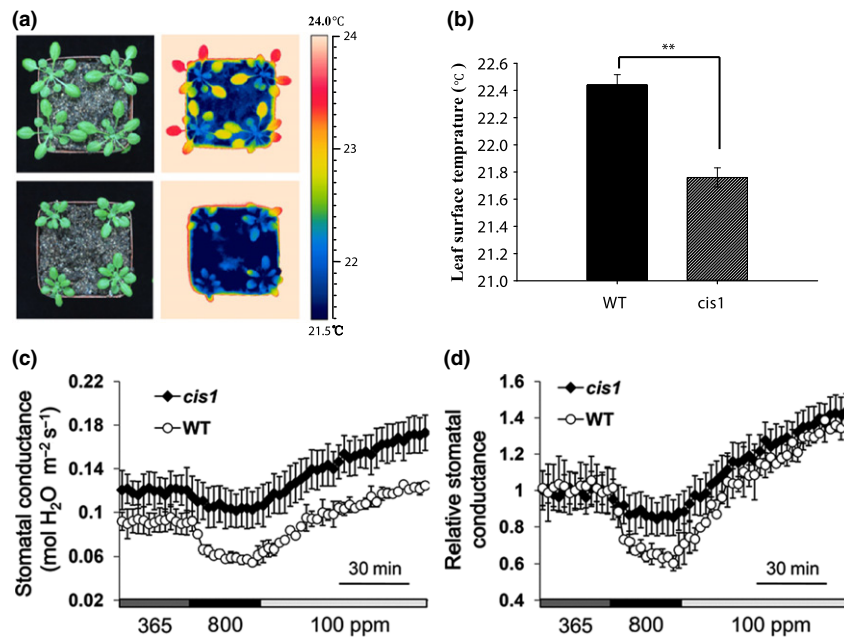 (a)
24.0℃
24
23
22
21.5℃
(b)
Leaf surface temprature (℃)
22.6
22.4
22.2
22.0
21.8
21.6
21.4
21.2
21.0
**
WT
cis1
(c)
Stomatal conductance
(mol H₂O m⁻² s⁻¹)
0.22
0.18
0.14
0.1
0.06
0.02
cis1
WT
30 min
365 800 100 ppm
(d)
Relative stomatal
conductance
1.6
1.4
1.2
1
0.8
0.6
0.4
cis1
WT
30 min
365 800 100 ppm